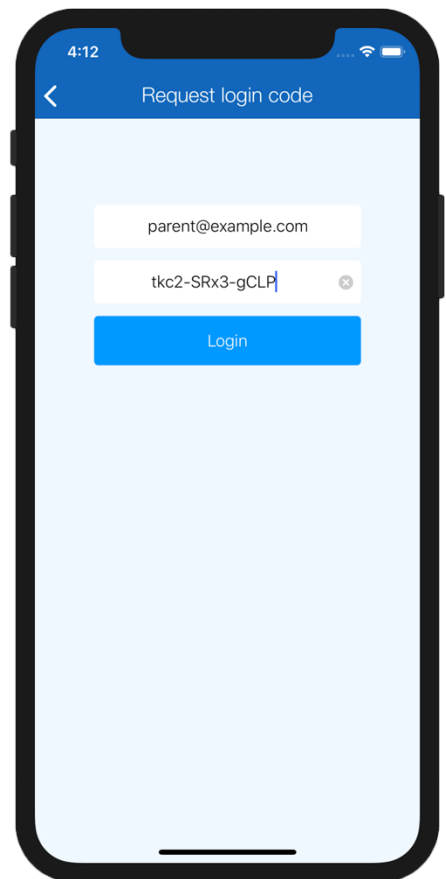 4:12
Request login code
parent@example.com
tkc2-SRx3-gCLP
Login